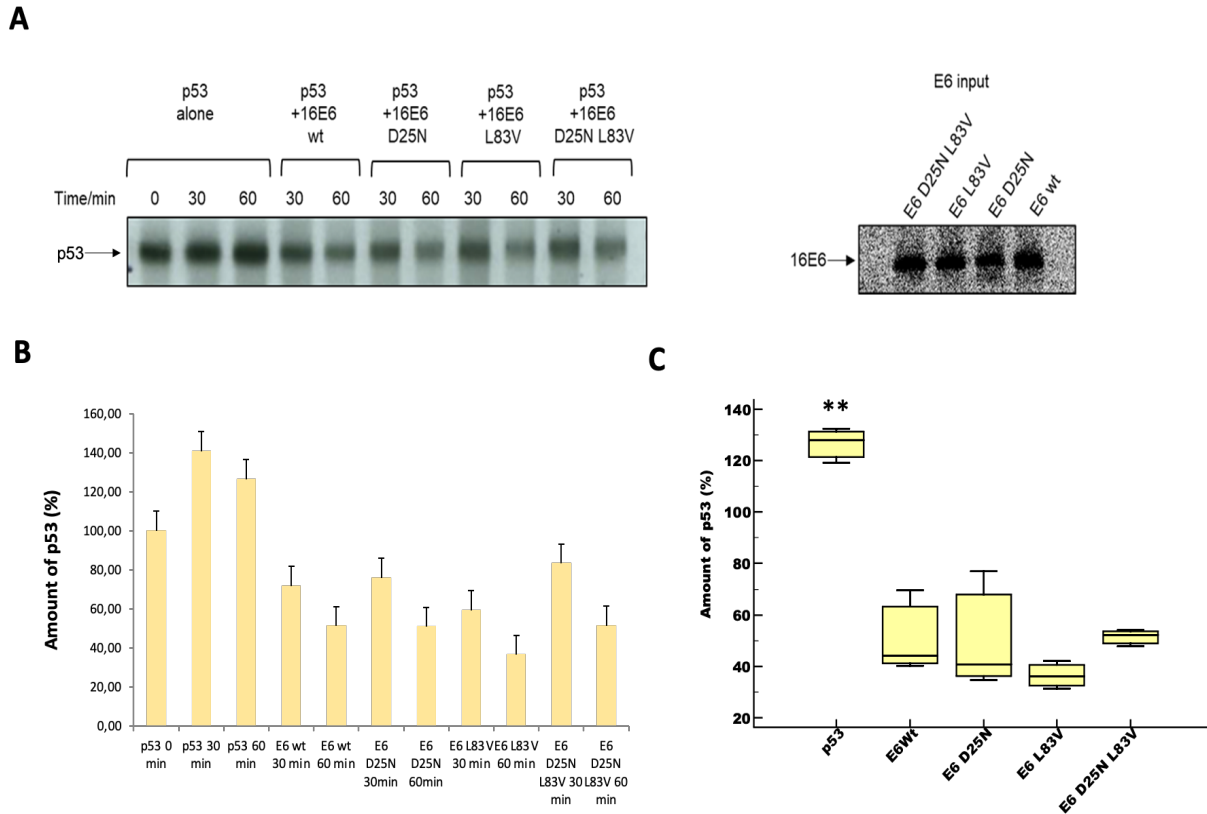 A
p53
alone
p53
+16E6
wt
p53
+16E6
D25N
p53
+16E6
L83V
p53
+16E6
D25N L83V
Time/min 0 30 60 30 60 30 60 30 60 30 60
p53
E6 input
E6 D25N L83V
E6 L83V
E6 D25N
E6 wt
16E6
B
Amount of p53 (%)
160,00
140,00
120,00
100,00
80,00
60,00
40,00
20,00
0,00
p53 0
min
p53 30
min
p53 60
min
E6 wt
30 min
E6 wt
60 min
E6
D25N
30min
E6
D25N
60min
E6 L83V
30 min
E6 L83V
60 min
E6
D25N
L83V 30
min
E6
D25N
L83V 60
min
C
Amount of p53 (%)
140
120
100
80
60
40
20
**
p53
E6Wt
E6 D25N
E6 L83V
E6 D25N L83V